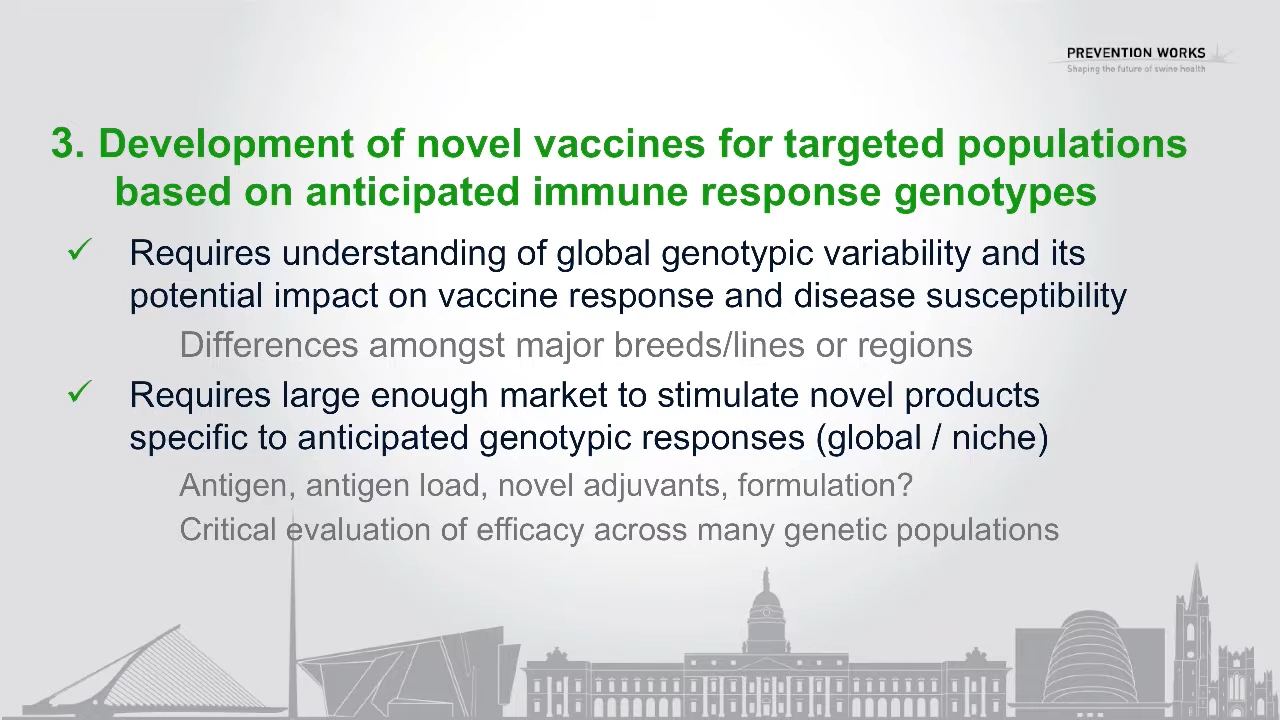 PREVENTION WORKS
Shaping the future of swine health
3. Development of novel vaccines for targeted populations
based on anticipated immune response genotypes
✓ Requires understanding of global genotypic variability and its
potential impact on vaccine response and disease susceptibility
Differences amongst major breeds/lines or regions
✓ Requires large enough market to stimulate novel products
specific to anticipated genotypic responses (global / niche)
Antigen, antigen load, novel adjuvants, formulation?
Critical evaluation of efficacy across many genetic populations